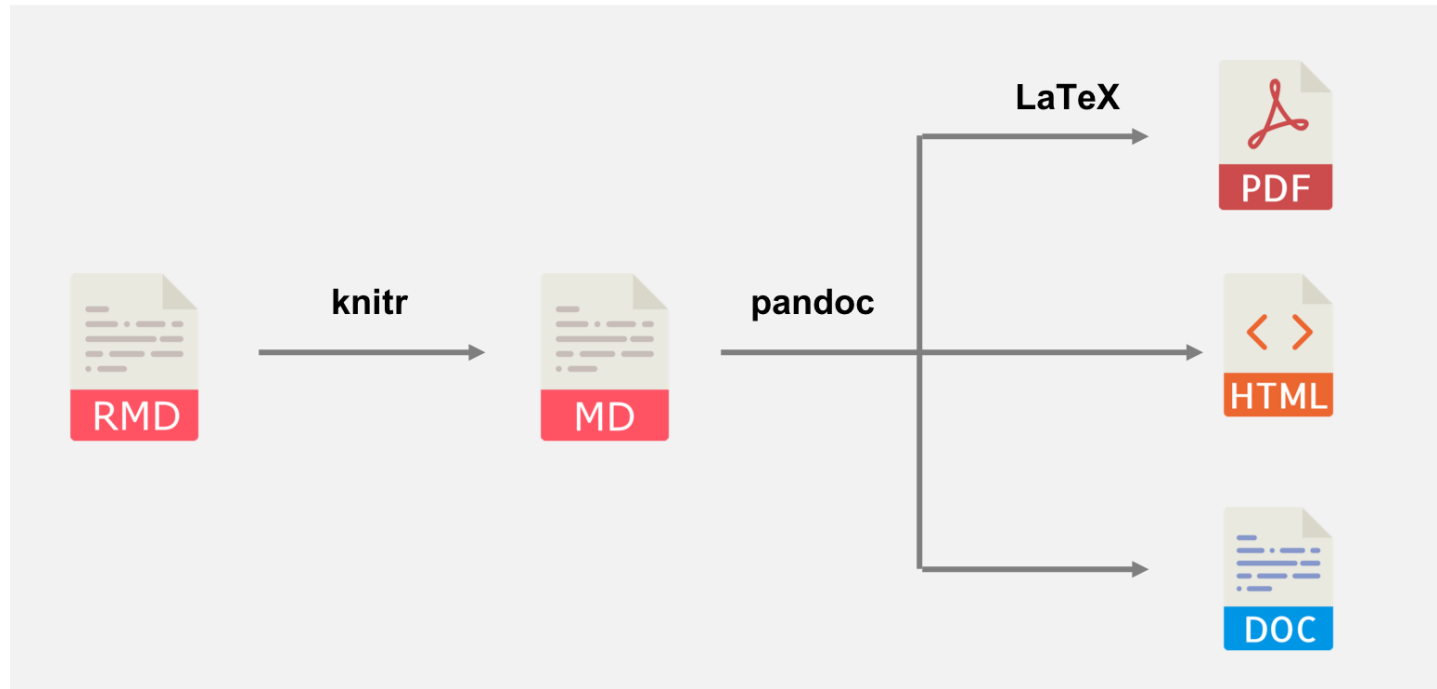 LaTeX
PDF
knitr
pandoc
RMD
MD
HTML
DOC